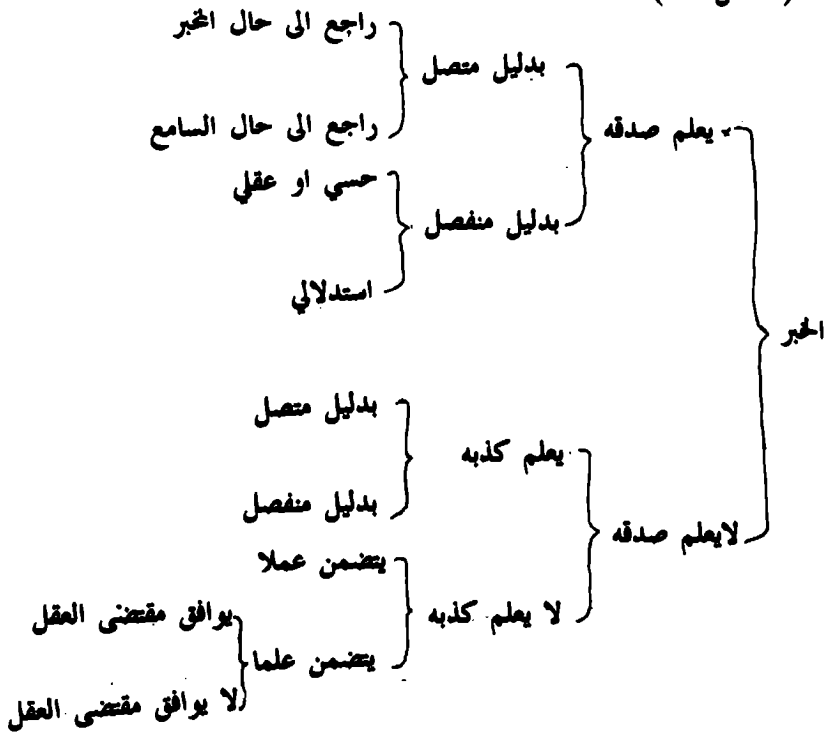 راجع الى حال المخبر
بدليل متصل
راجع الى حال السامع
يعلم صدقه
حسي او عقلي
بدليل منفصل
استدلالي
الخبر
بدليل متصل
يعلم كذبه
بدليل منفصل
لايعلم صدقه
يتضمن عملا
لا يعلم كذبه
يوافق مقتضى العقل
يتضمن علما
لا يوافق مقتضى العقل